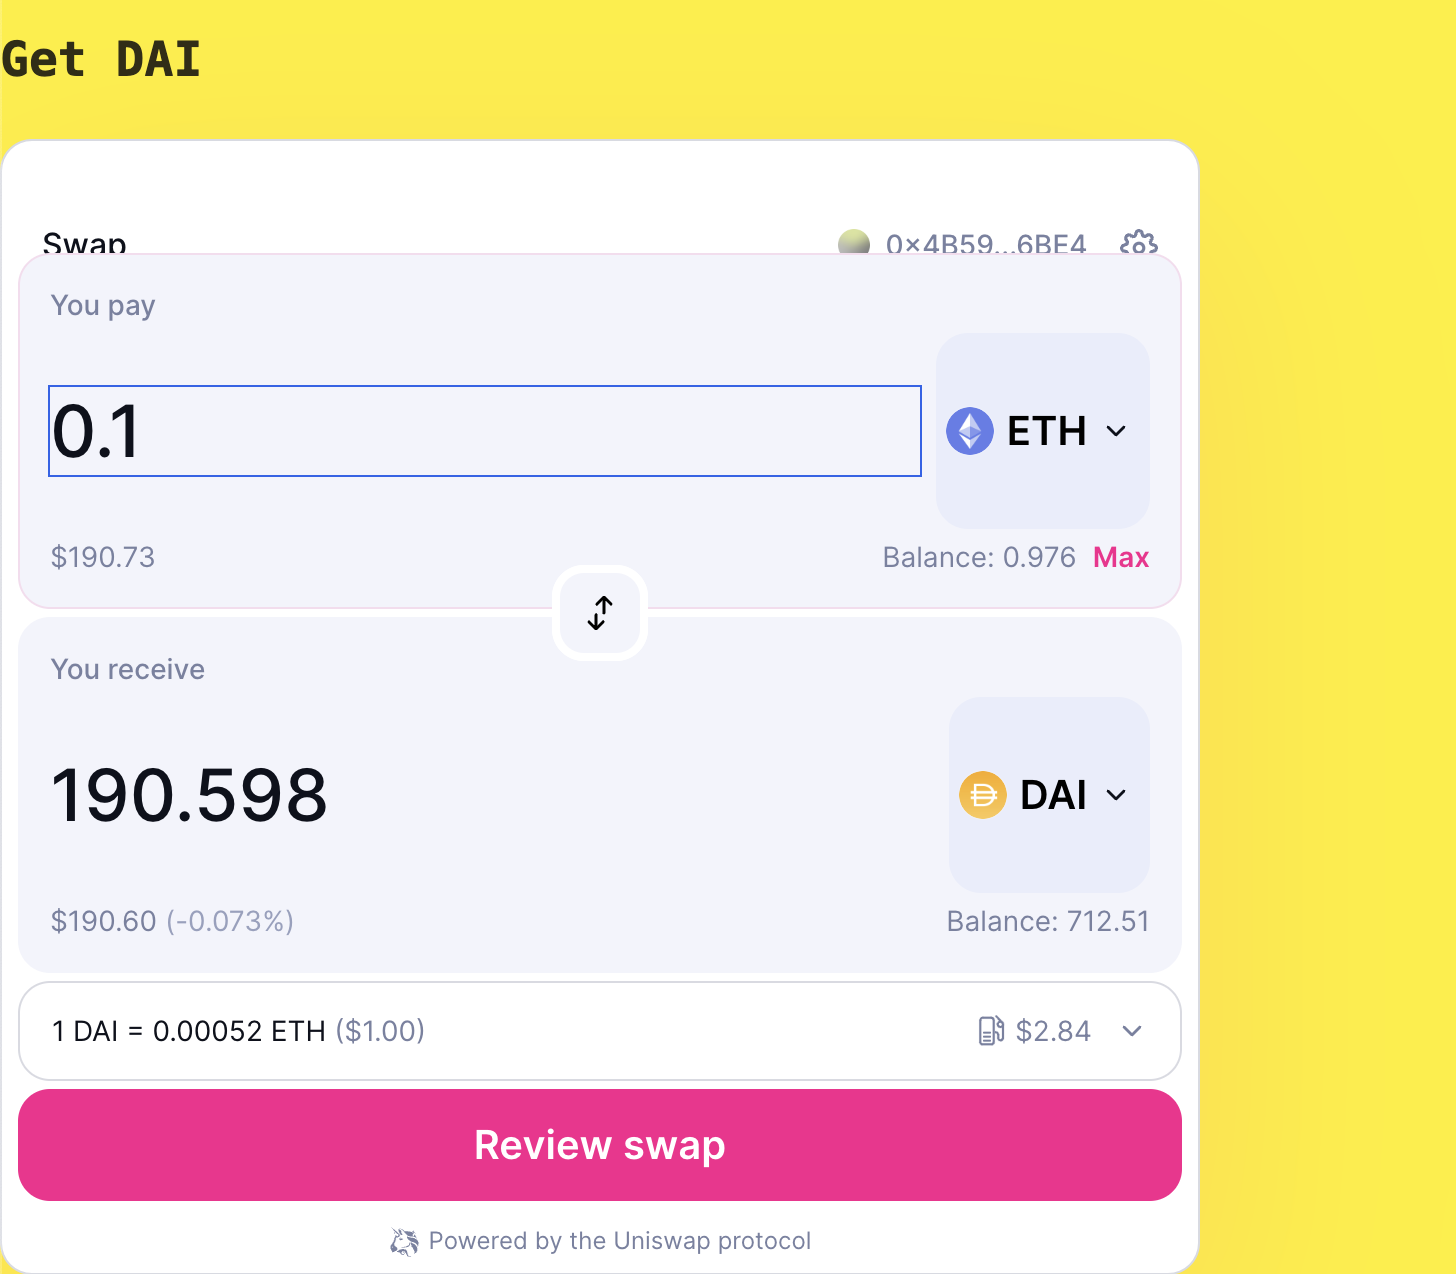 Get DAI
Swap
0×4B59...6BE4
You pay
0.1
ETH
$190.73
Balance: 0.976 Max
You receive
190.598
DAI
$190.60 (-0.073%)
Balance: 712.51
1 DAI = 0.00052 ETH ($1.00)
$2.84
Review swap
Powered by the Uniswap protocol